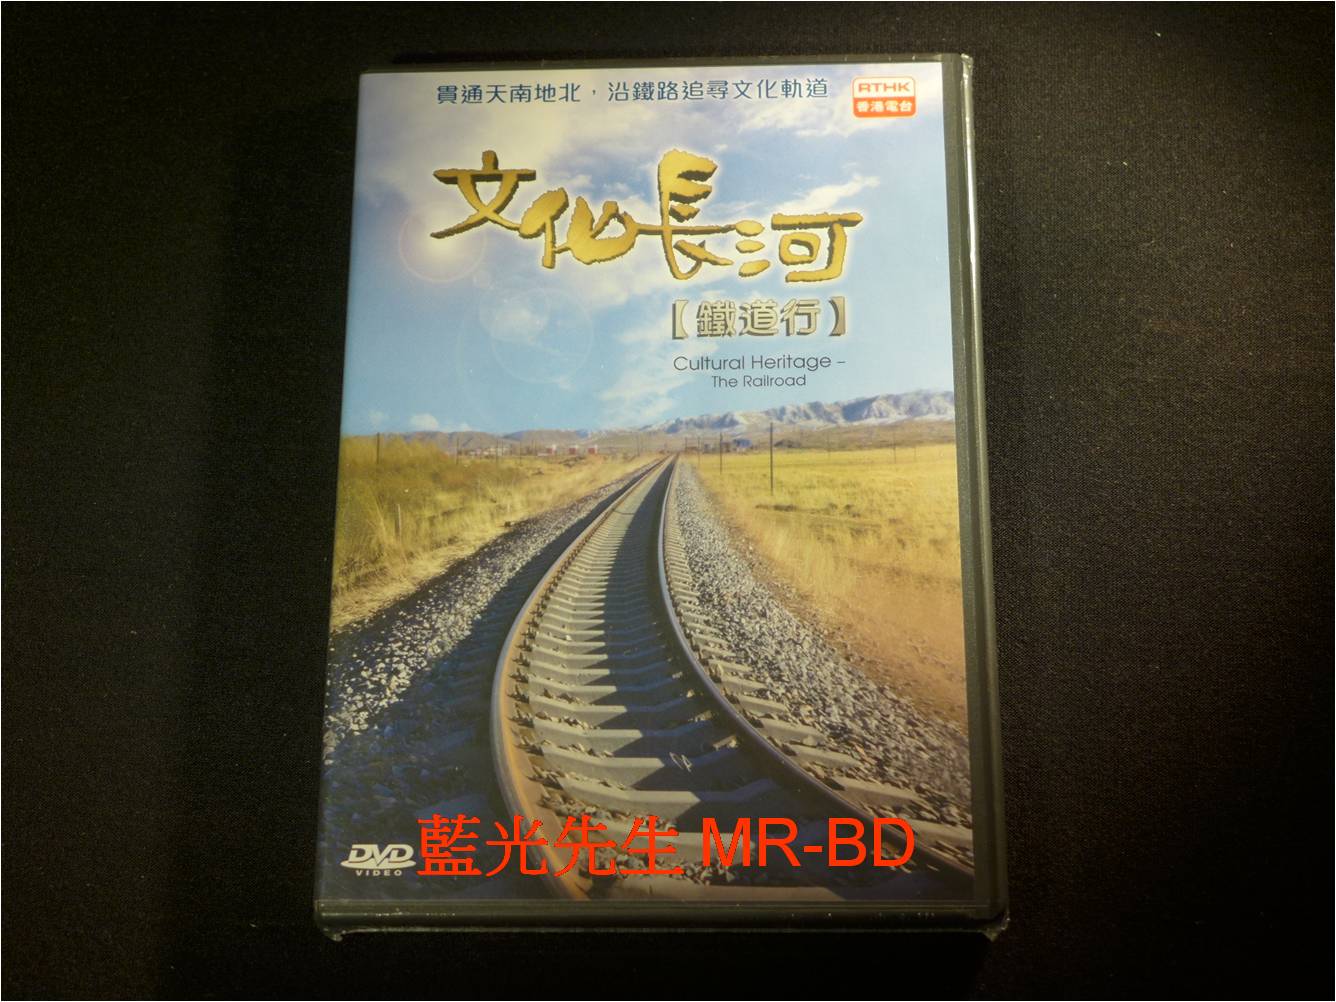 貫通天南地北，沿鐵路追尋文化軌道
RTHK
香港電台
文化長河
【鐵道行】
Cultural Heritage –
The Railroad
DVD
VIDEO
藍光先生 MR-BD